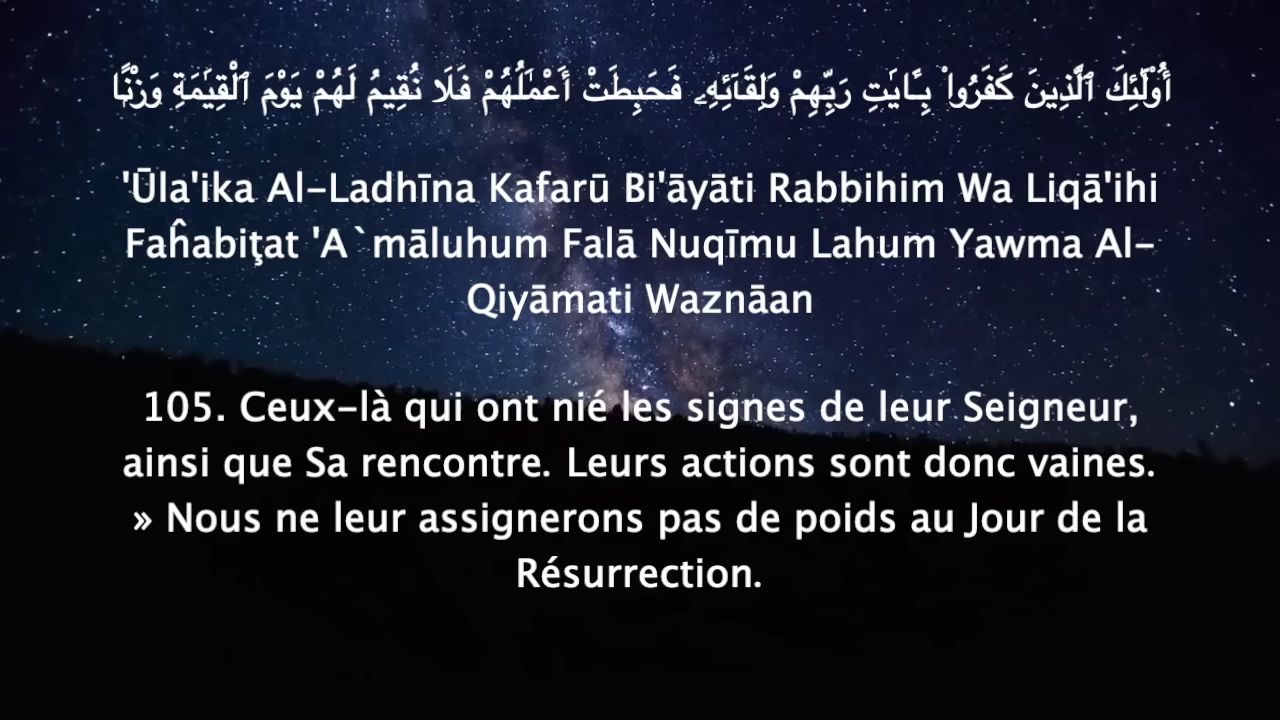 أُوْلَٰٓئِكَ ٱلَّذِينَ كَفَرُواْ بِـَٔايَٰتِ رَبِّهِمْ وَلِقَآئِهِۦ فَحَبِطَتْ أَعْمَٰلُهُمْ فَلَا نُقِيمُ لَهُمْ يَوْمَ ٱلْقِيَٰمَةِ وَزْنًا
'Ūla'ika Al-Ladhīna Kafarū Bi'āyāti Rabbihim Wa Liqā'ihi
Faĥabiţat 'A`māluhum Falā Nuqīmu Lahum Yawma Al-
Qiyāmati Waznāan
105. Ceux-là qui ont nié les signes de leur Seigneur,
ainsi que Sa rencontre. Leurs actions sont donc vaines.
» Nous ne leur assignerons pas de poids au Jour de la
Résurrection.